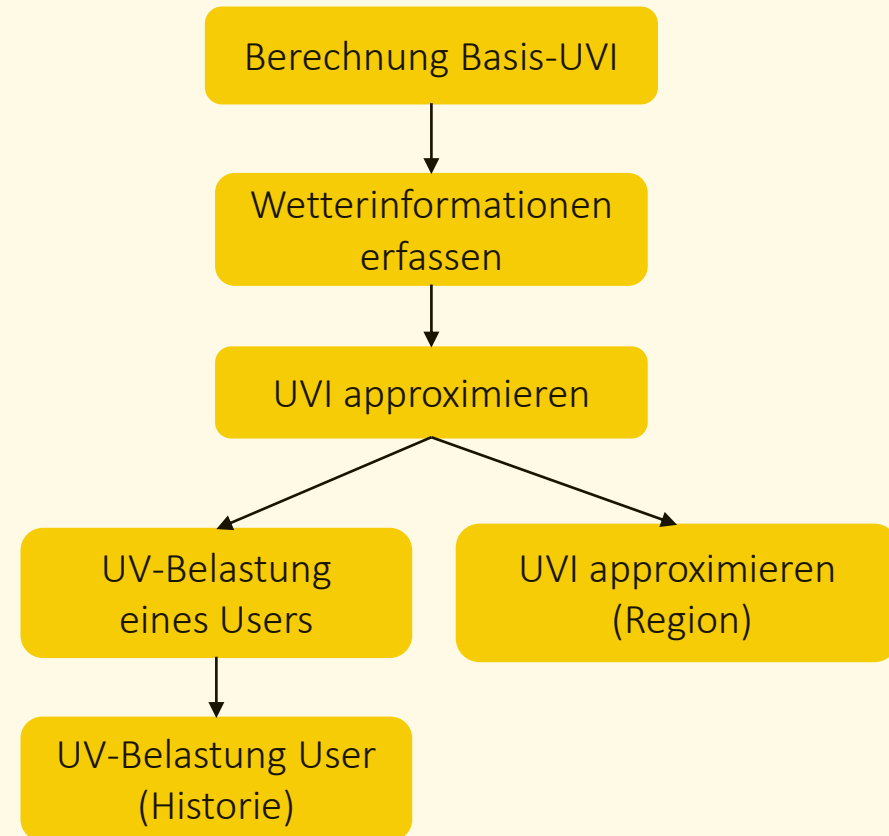 Berechnung Basis-UVI
Wetterinformationen
erfassen
UVI approximieren
UV-Belastung
eines Users
UVI approximieren
(Region)
UV-Belastung User
(Historie)